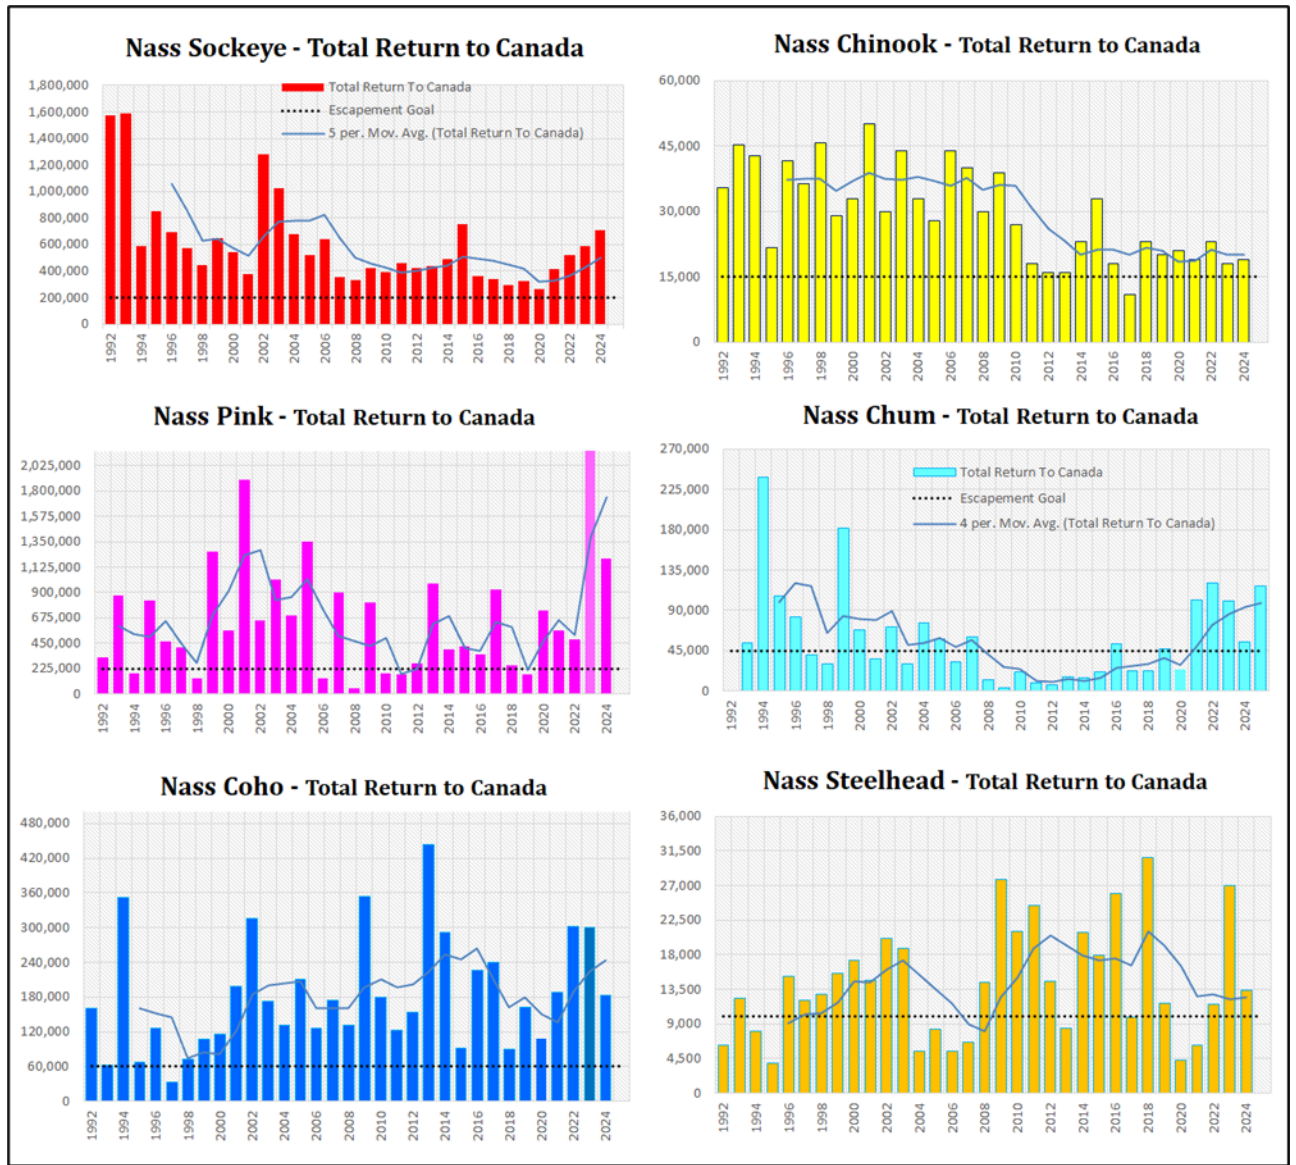 Nass Sockeye - Total Return to Canada
1,800,000
1,600,000
1,400,000
1,200,000
1,000,000
800,000
600,000
400,000
200,000
0
Total Return To Canada
Escapement Goal
5 per. Mov. Avg. (Total Return To Canada)
1992 1994 1996 1998 2000 2002 2004 2006 2008 2010 2012 2014 2016 2018 2020 2022 2024
Nass Chinook - Total Return to Canada
60,000
45,000
30,000
15,000
0
1992 1994 1996 1998 2000 2002 2004 2006 2008 2010 2012 2014 2016 2018 2020 2022 2024
Nass Pink - Total Return to Canada
2,025,000
1,800,000
1,575,000
1,350,000
1,125,000
900,000
675,000
450,000
225,000
0
1992 1994 1996 1998 2000 2002 2004 2006 2008 2010 2012 2014 2016 2018 2020 2022 2024
Nass Chum - Total Return to Canada
270,000
225,000
180,000
135,000
90,000
45,000
0
Total Return To Canada
Escapement Goal
4 per. Mov. Avg. (Total Return To Canada)
1992 1994 1996 1998 2000 2002 2004 2006 2008 2010 2012 2014 2016 2018 2020 2022 2024
Nass Coho - Total Return to Canada
480,000
420,000
360,000
300,000
240,000
180,000
120,000
60,000
0
1992 1994 1996 1998 2000 2002 2004 2006 2008 2010 2012 2014 2016 2018 2020 2022 2024
Nass Steelhead - Total Return to Canada
36,000
31,500
27,000
22,500
18,000
13,500
9,000
4,500
0
1992 1994 1996 1998 2000 2002 2004 2006 2008 2010 2012 2014 2016 2018 2020 2022 2024